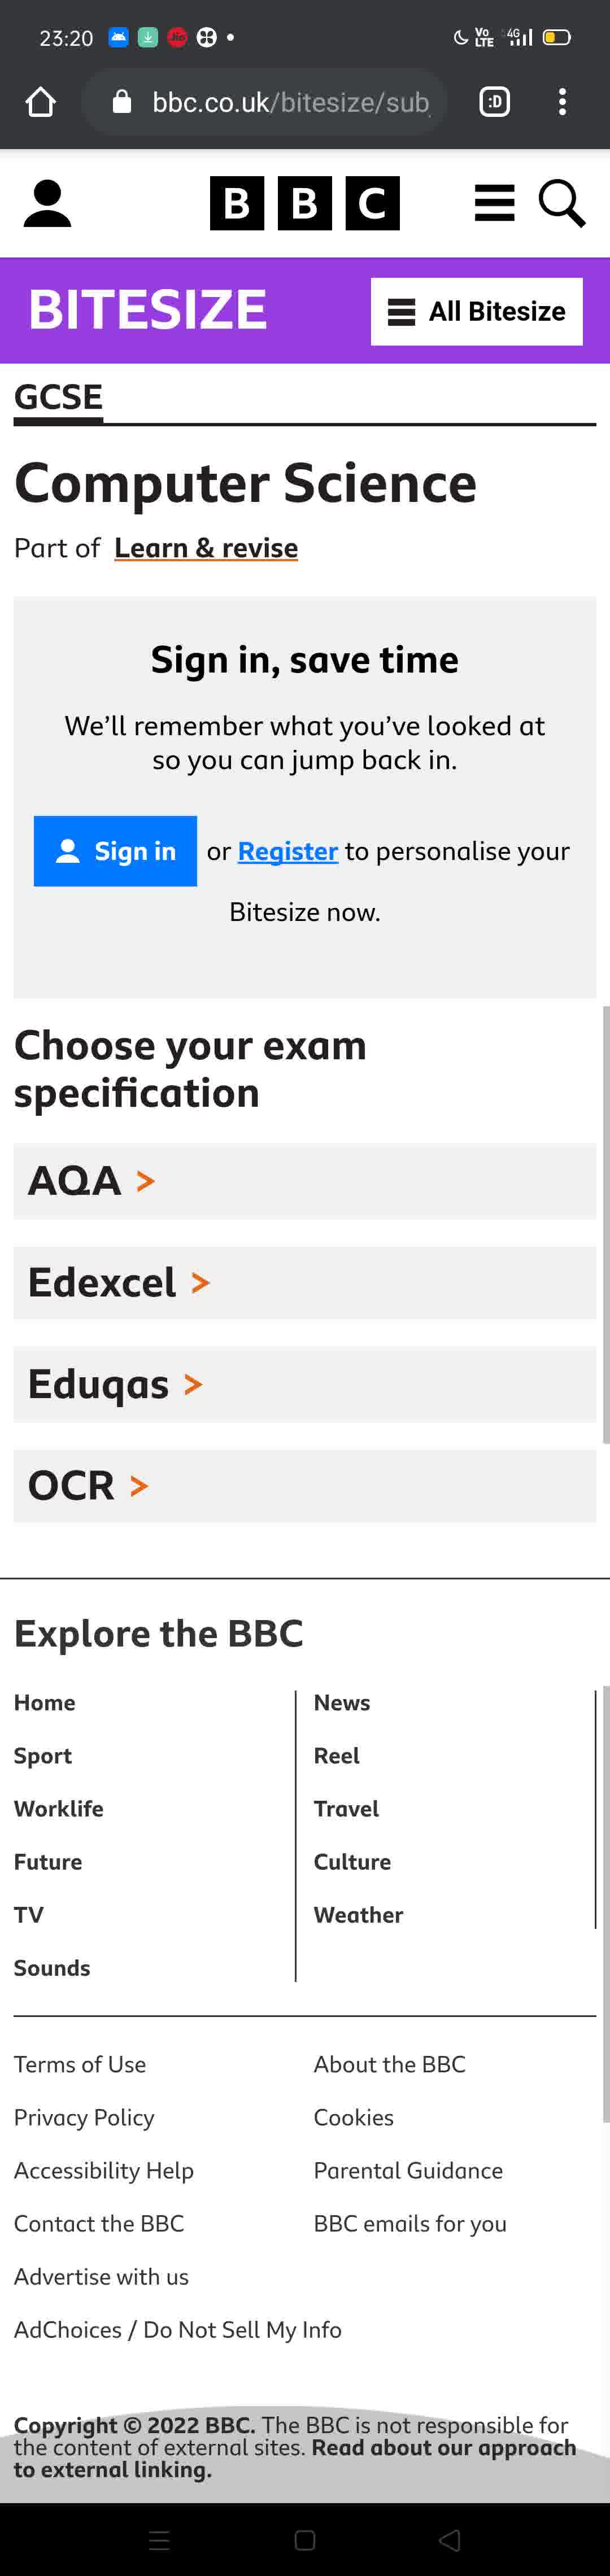 23:20
Jio
Vo
LTE
4G
bbc.co.uk/bitesize/sub
:D
BBC
BITESIZE
All Bitesize
GCSE
Computer Science
Part of Learn & revise
Sign in, save time
We'll remember what you've looked at
so you can jump back in.
Sign in or Register to personalise your
Bitesize now.
Choose your exam
specification
AQA >
Edexcel >
Eduqas >
OCR >
Explore the BBC
Home
News
Sport
Reel
Worklife
Travel
Future
Culture
TV
Weather
Sounds
Terms of Use
About the BBC
Privacy Policy
Cookies
Accessibility Help
Parental Guidance
Contact the BBC
BBC emails for you
Advertise with us
AdChoices / Do Not Sell My Info
Copyright © 2022 BBC. The BBC is not responsible for
the content of external sites. Read about our approach
to external linking.